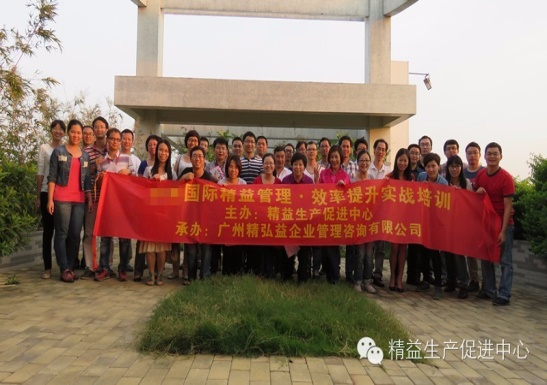 国际精益管理·效率提升实战培训
主办：精益生产促进中心
承办：广州精弘益企业管理咨询有限公司
精益生产促进中心